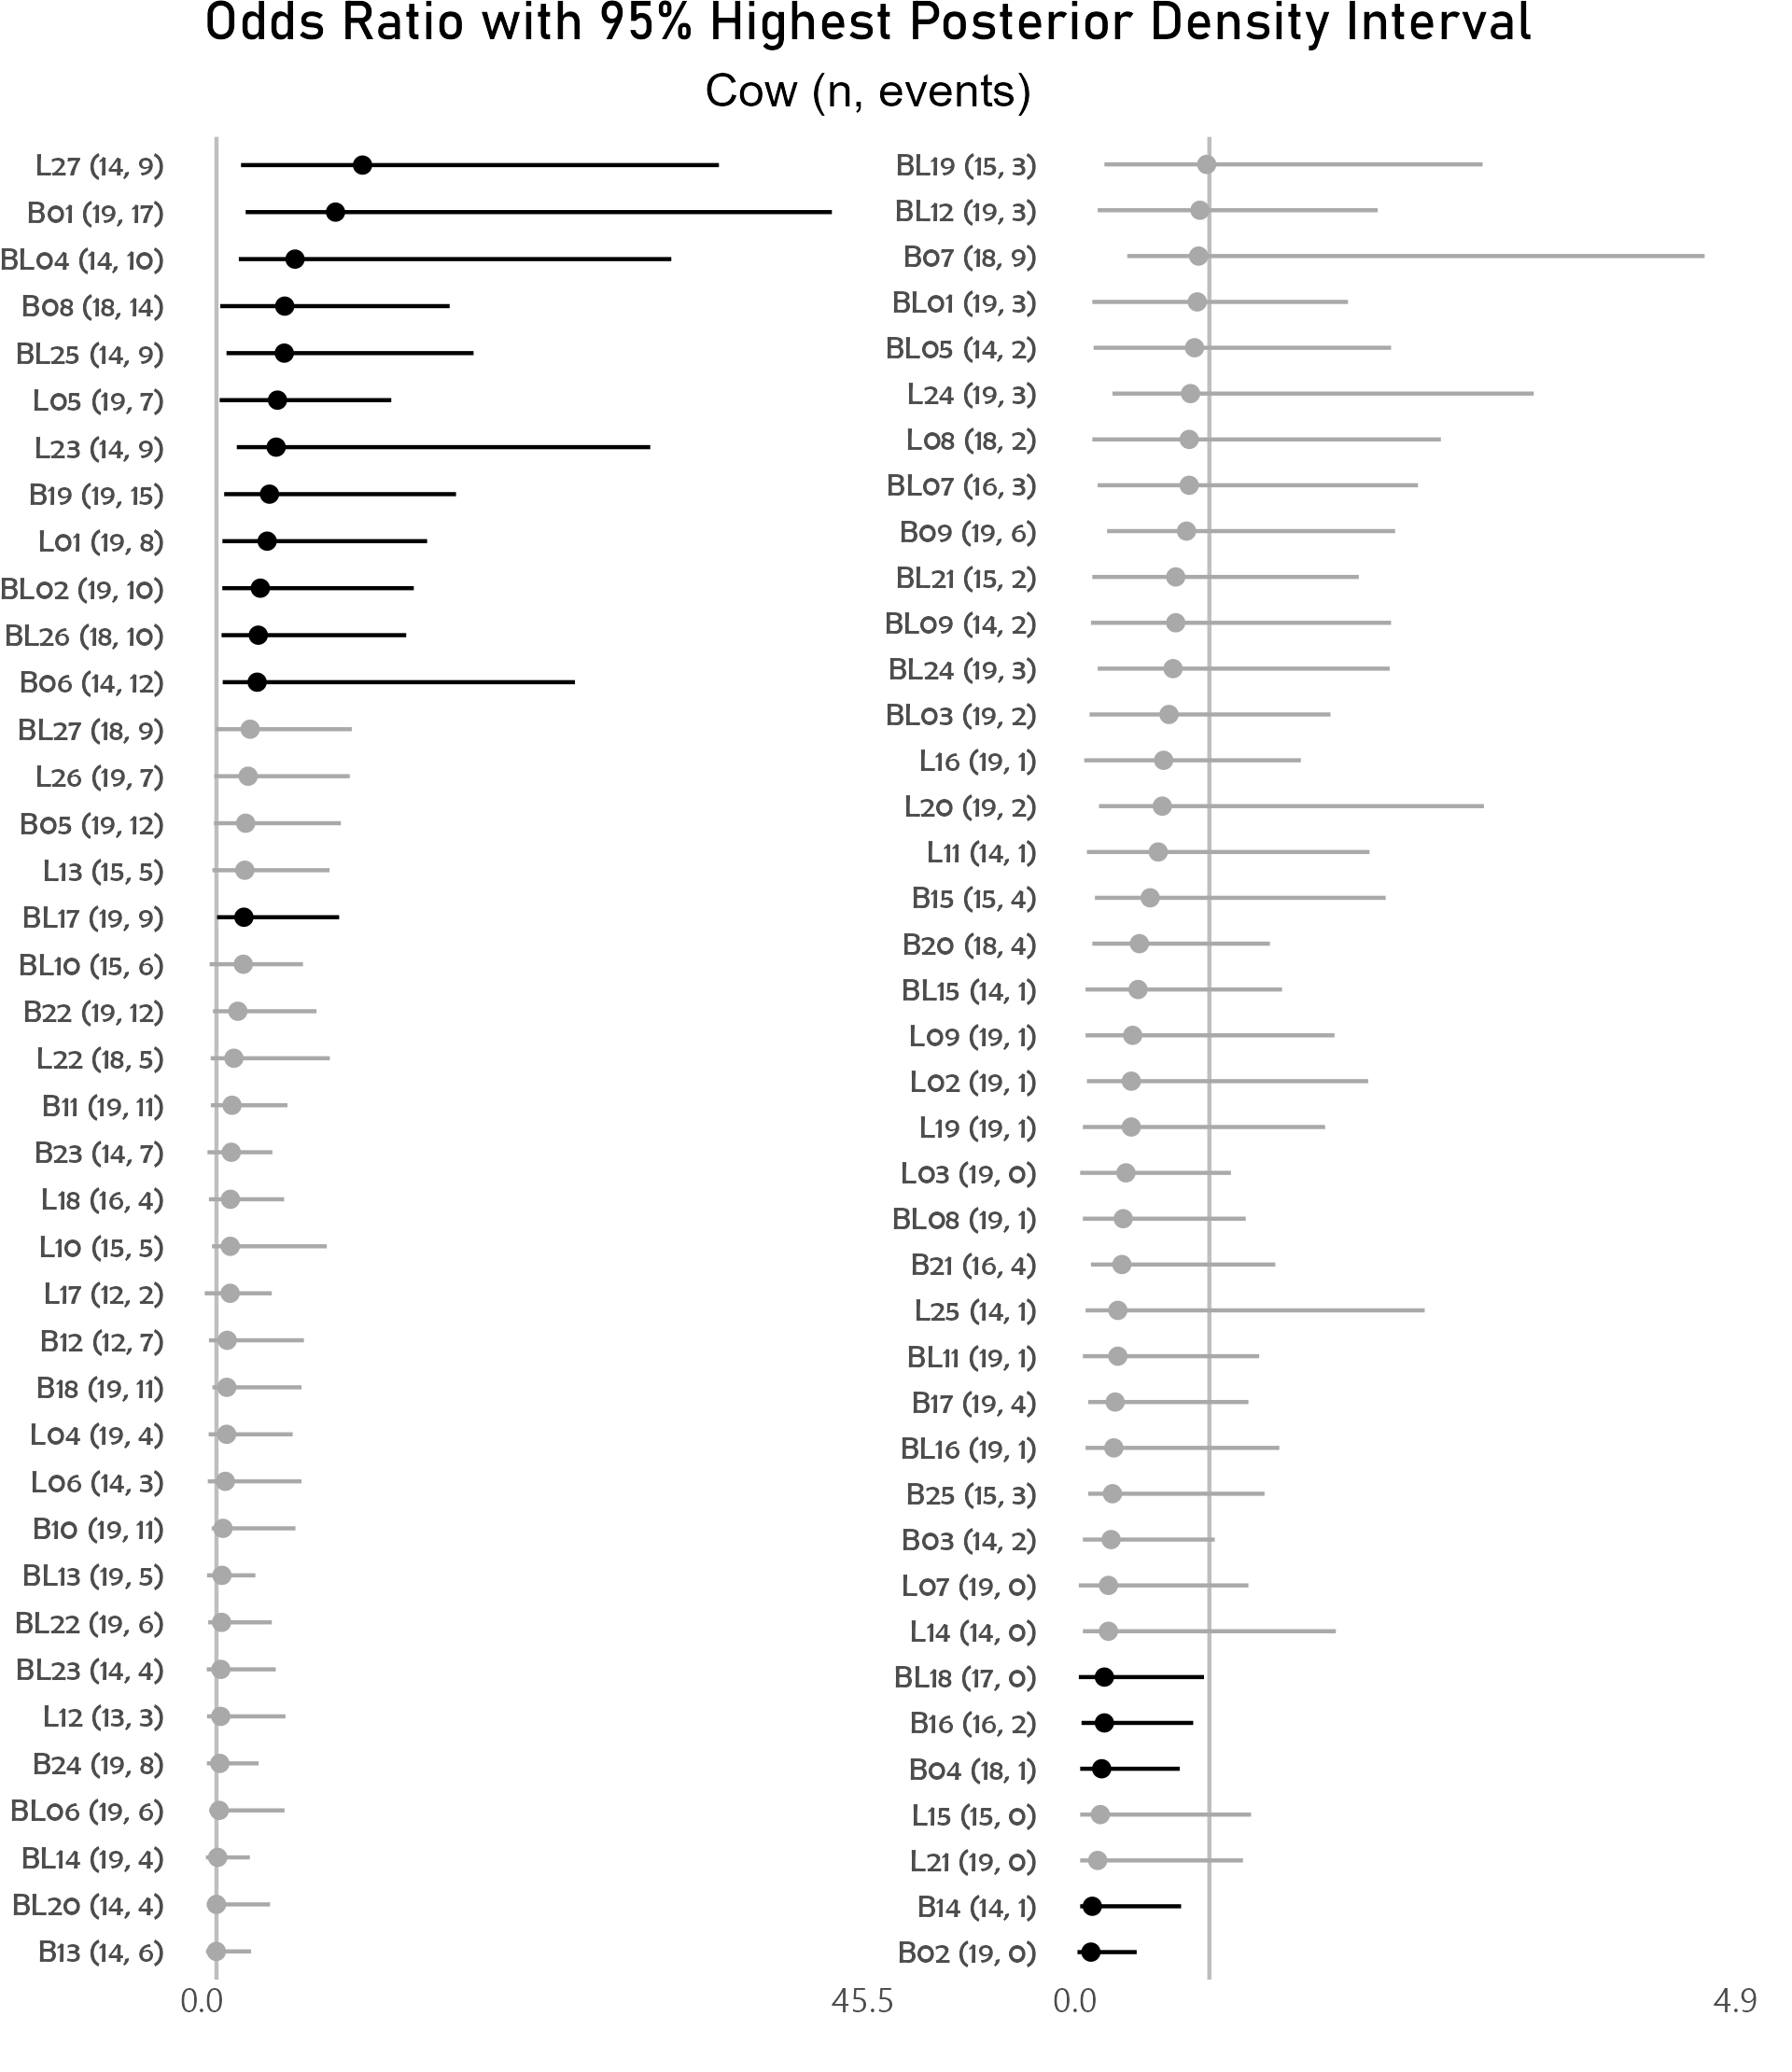 Odds Ratio with 95% Highest Posterior Density Interval
Cow (n, events)
L27 (14, 9)
B01 (19, 17)
BL04 (14, 10)
B08 (18, 14)
BL25 (14, 9)
L05 (19, 7)
L23 (14, 9)
B19 (19, 15)
L01 (19, 8)
BL02 (19, 10)
BL26 (18, 10)
B06 (14, 12)
BL27 (18, 9)
L26 (19, 7)
B05 (19, 12)
L13 (15, 5)
BL17 (19, 9)
BL10 (15, 6)
B22 (19, 12)
L22 (18, 5)
B11 (19, 11)
B23 (14, 7)
L18 (16, 4)
L10 (15, 5)
L17 (12, 2)
B12 (12, 7)
B18 (19, 11)
L04 (19, 4)
L06 (14, 3)
B10 (19, 11)
BL13 (19, 5)
BL22 (19, 6)
BL23 (14, 4)
L12 (13, 3)
B24 (19, 8)
BL06 (19, 6)
BL14 (19, 4)
BL20 (14, 4)
B13 (14, 6)
0.0 45.5
BL19 (15, 3)
BL12 (19, 3)
B07 (18, 9)
BL01 (19, 3)
BL05 (14, 2)
L24 (19, 3)
L08 (18, 2)
BL07 (16, 3)
B09 (19, 6)
BL21 (15, 2)
BL09 (14, 2)
BL24 (19, 3)
BL03 (19, 2)
L16 (19, 1)
L20 (19, 2)
L11 (14, 1)
B15 (15, 4)
B20 (18, 4)
BL15 (14, 1)
L09 (19, 1)
L02 (19, 1)
L19 (19, 1)
L03 (19, 0)
BL08 (19, 1)
B21 (16, 4)
L25 (14, 1)
BL11 (19, 1)
B17 (19, 4)
BL16 (19, 1)
B25 (15, 3)
B03 (14, 2)
L07 (19, 0)
L14 (14, 0)
BL18 (17, 0)
B16 (16, 2)
B04 (18, 1)
L15 (15, 0)
L21 (19, 0)
B14 (14, 1)
B02 (19, 0)
0.0 4.9